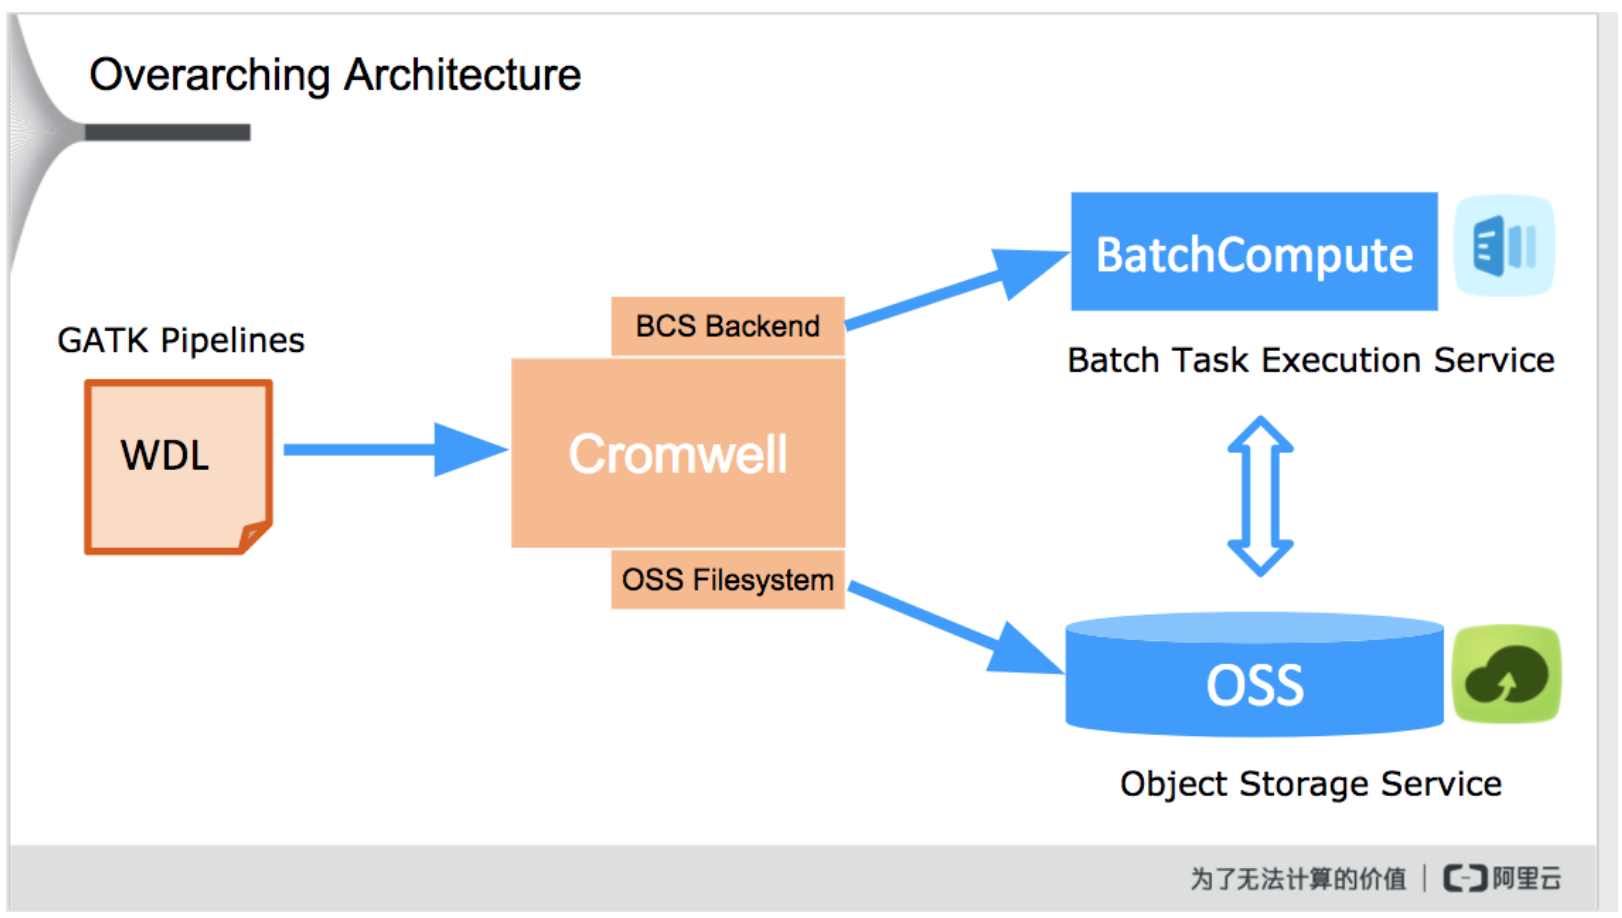 Overarching Architecture
GATK Pipelines
WDL
BCS Backend
Cromwell
OSS Filesystem
BatchCompute
Batch Task Execution Service
OSS
Object Storage Service
为了无法计算的价值 | 阿里云